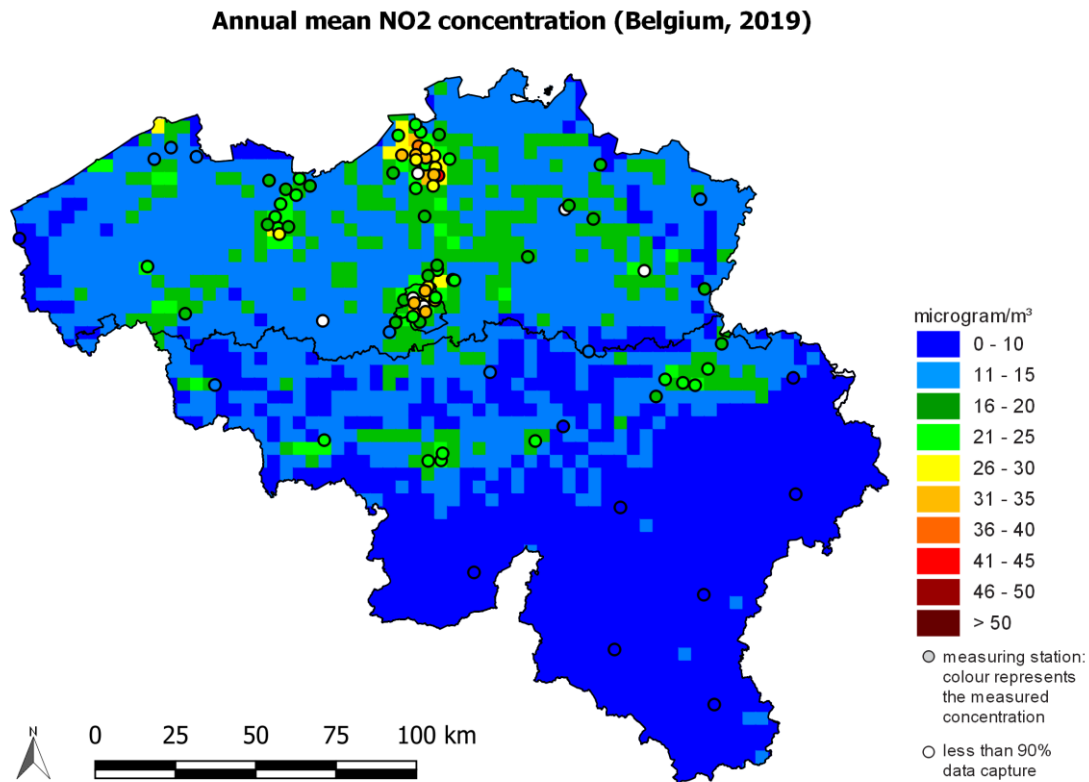 Annual mean NO2 concentration (Belgium, 2019)
microgram/m³
0 - 10
11 - 15
16 - 20
21 - 25
26 - 30
31 - 35
36 - 40
41 - 45
46 - 50
> 50
measuring station:
colour represents
the measured
concentration
less than 90%
data capture
N
0 25 50 75 100 km